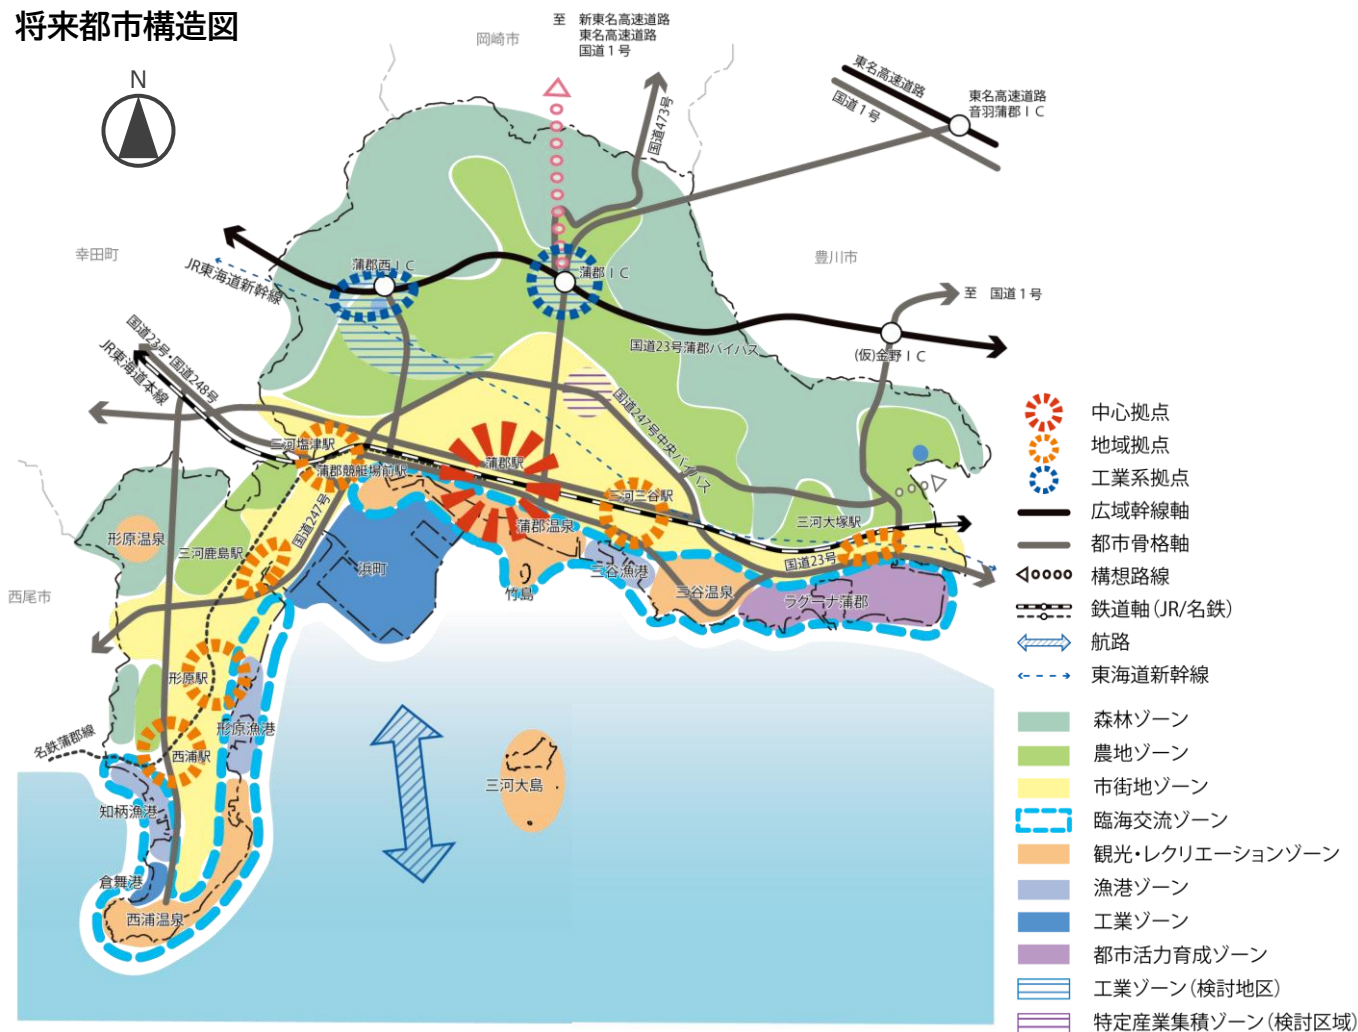 将来都市構造図
至 新東名高速道路
東名高速道路
国道1号
岡崎市
N
東名高速道路
国道1号
東名高速道路
音羽蒲郡IC
国道473号
幸田町
豊川市
JR東海道新幹線
蒲郡西IC
蒲郡IC
至 国道1号
国道23号蒲郡バイパス
(仮)金野IC
国道23号・国道248号
JR東海道本線
国道247号中央バイパス
三河塩津駅
蒲郡競艇場前駅
蒲郡駅
三河三谷駅
三河大塚駅
国道247号
蒲郡温泉
形原温泉
三河鹿島駅
浜町
竹島
三谷漁港
三谷温泉
国道23号
ラグーナ蒲郡
西尾市
形原駅
形原漁港
名鉄蒲郡線
西浦駅
知柄漁港
三河大島
倉舞港
西浦温泉
中心拠点
地域拠点
工業系拠点
広域幹線軸
都市骨格軸
構想路線
鉄道軸(JR/名鉄)
航路
東海道新幹線
森林ゾーン
農地ゾーン
市街地ゾーン
臨海交流ゾーン
観光・レクリエーションゾーン
漁港ゾーン
工業ゾーン
都市活力育成ゾーン
工業ゾーン(検討地区)
特定産業集積ゾーン(検討区域)